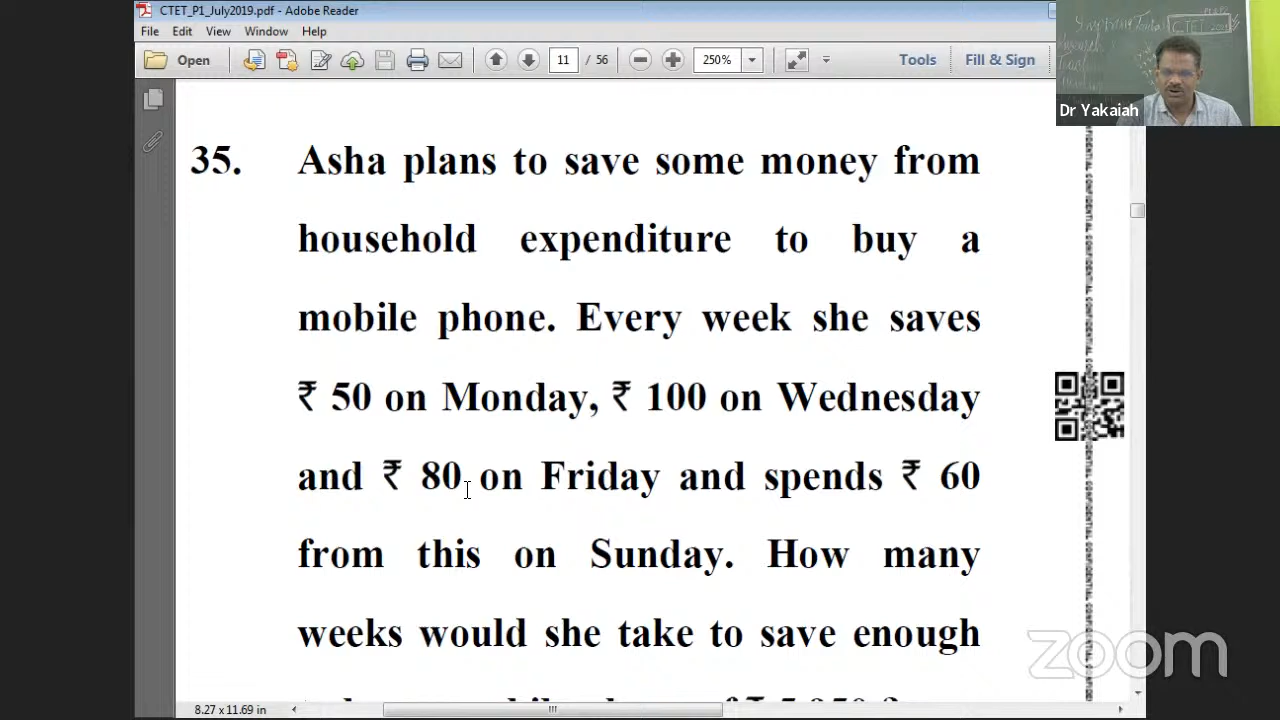 CTET_P1_July2019.pdf - Adobe Reader
File Edit View Window Help
Open 11 / 56 250% Tools Fill & Sign
CTET
Dr Yakaiah
35. Asha plans to save some money from
household expenditure to buy a
mobile phone. Every week she saves
₹ 50 on Monday, ₹ 100 on Wednesday
and ₹ 80 on Friday and spends ₹ 60
from this on Sunday. How many
weeks would she take to save enough
zoom
8.27 x 11.69 in